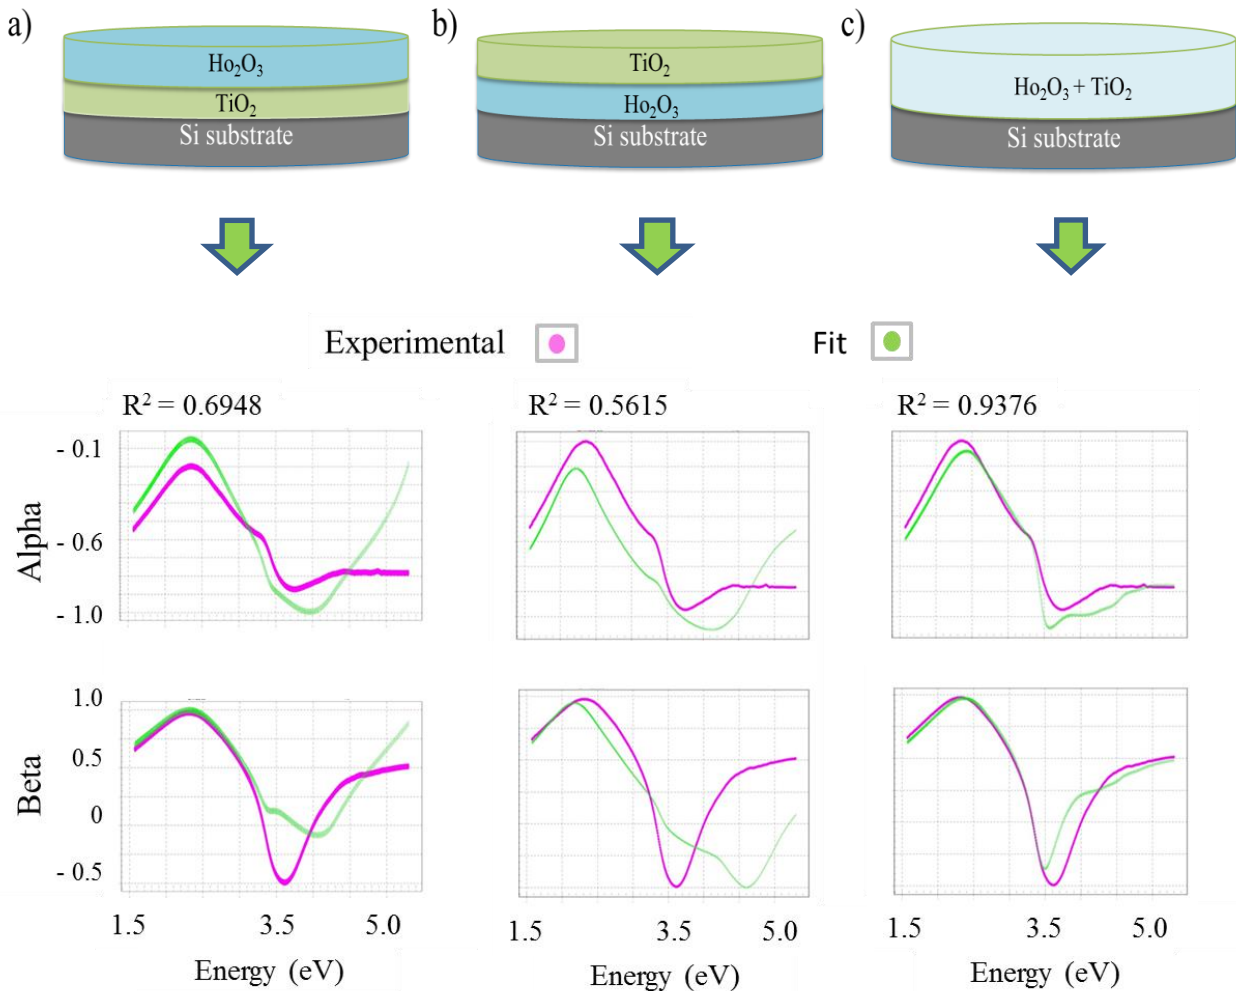 a)
b)
c)
Ho₂O₃
TiO₂
Si substrate
TiO₂
Ho₂O₃
Si substrate
Ho₂O₃ + TiO₂
Si substrate
Experimental
Fit
R² = 0.6948
R² = 0.5615
R² = 0.9376
Alpha
- 0.1
- 0.6
- 1.0
Beta
1.0
0.5
0
- 0.5
1.5 3.5 5.0
1.5 3.5 5.0
1.5 3.5 5.0
Energy (eV)
Energy (eV)
Energy (eV)